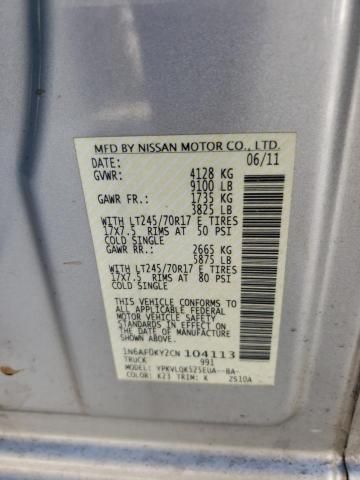 MFD BY NISSAN MOTOR CO., LTD.
DATE: 06/11
GVWR: 4128 KG
9100 LB
GAWR FR.: 1735 KG
3825 LB
WITH LT245/70R17 E TIRES
17X7.5 RIMS AT 50 PSI
COLD SINGLE
GAWR RR.: 2665 KG
5875 LB
WITH LT245/70R17 E TIRES
17X7.5 RIMS AT 80 PSI
COLD SINGLE
THIS VEHICLE CONFORMS TO
ALL APPLICABLE FEDERAL
MOTOR VEHICLE SAFETY
STANDARDS IN EFFECT ON THE
DATE OF MANUFACTURE SHOWN
ABOVE.
1N6AF0KY2CN 104113
TRUCK 991
MODEL: YPKVLQKSZ5EUA--BA-
COLOR: K23 TRIM: K 2S10A